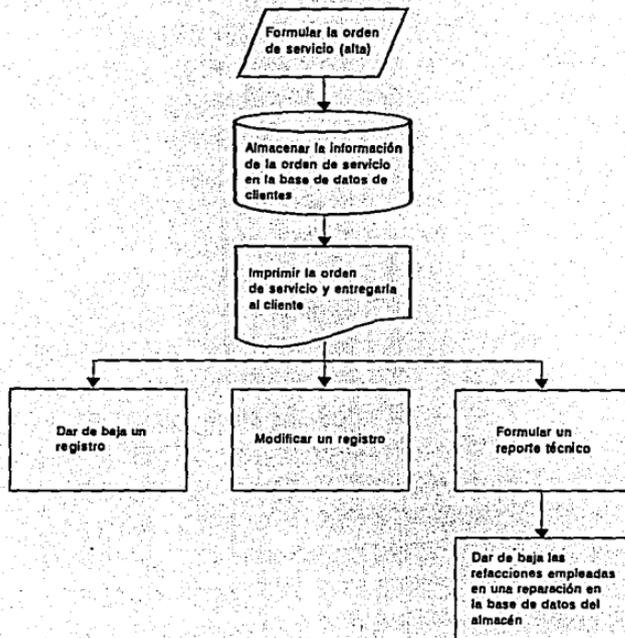 Formular la orden
de servicio (alta)
Almacenar la información
de la orden de servicio
en la base de datos de
clientes
Imprimir la orden
de servicio y entregarla
al cliente
Dar de baja un
registro
Modificar un registro
Formular un
reporte técnico
Dar de baja las
refacciones empleadas
en una reparación en
la base de datos del
almacén